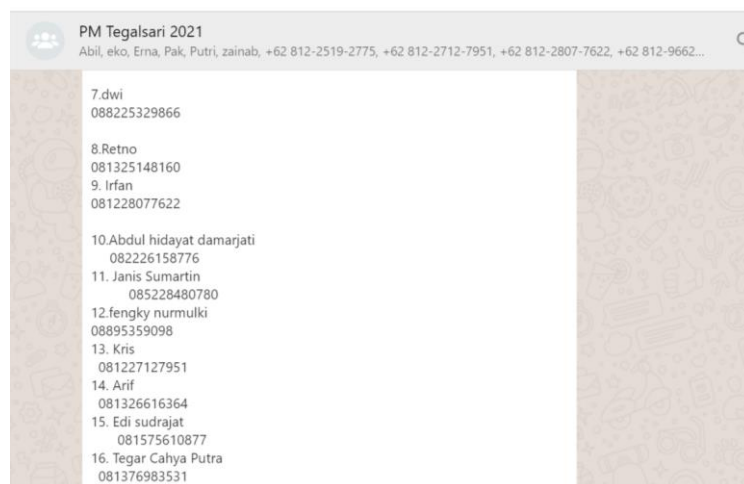 PM Tegalsari 2021
Abil, eko, Erna, Pak, Putri, zainab, +62 812-2519-2775, +62 812-2712-7951, +62 812-2807-7622, +62 812-9662...
7.dwi
088225329866
8.Retno
081325148160
9. Irfan
081228077622
10.Abdul hidayat damarjati
082226158776
11. Janis Sumartin
085228480780
12.fengky nurmulki
08895359098
13. Kris
081227127951
14. Arif
081326616364
15. Edi sudrajat
081575610877
16. Tegar Cahya Putra
081376983531